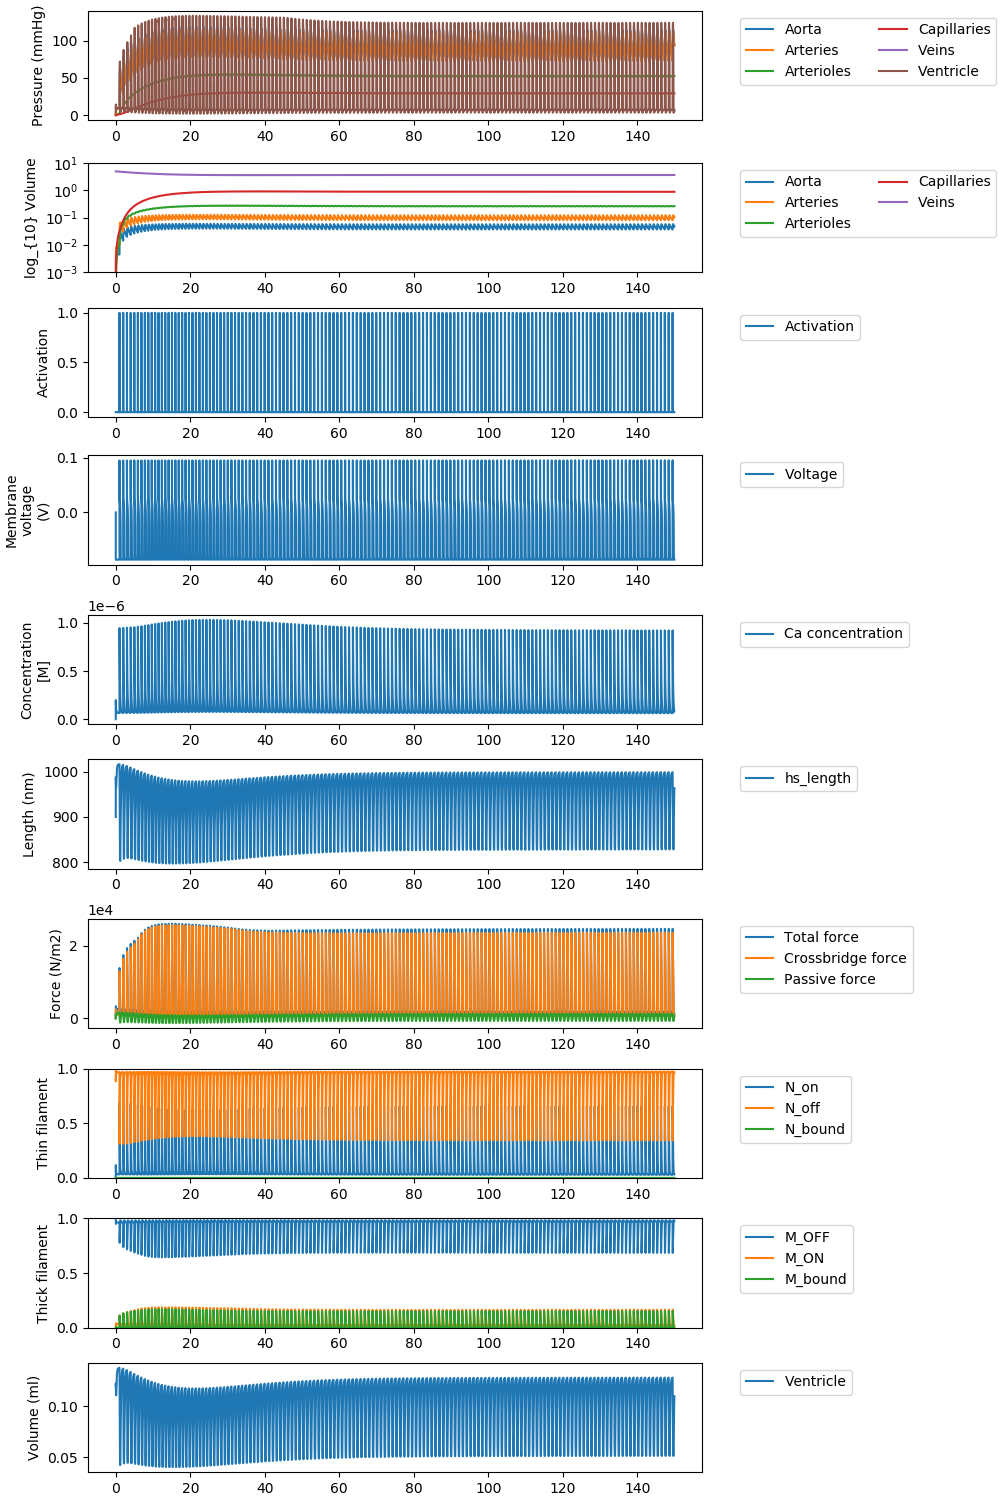 Pressure (mmHg)
0
50
100
0 20 40 60 80 100 120 140
Aorta
Arteries
Arterioles
Capillaries
Veins
Ventricle
log_{10} Volume
10^1
10^0
10^{-1}
10^{-2}
10^{-3}
0 20 40 60 80 100 120 140
Aorta
Arteries
Arterioles
Capillaries
Veins
Activation
1.0
0.5
0.0
0 20 40 60 80 100 120 140
Activation
Membrane
voltage
(V)
0.1
0.0
0 20 40 60 80 100 120 140
Voltage
1e−6
Concentration
[M]
1.0
0.5
0.0
0 20 40 60 80 100 120 140
Ca concentration
Length (nm)
1000
900
800
0 20 40 60 80 100 120 140
hs_length
1e4
Force (N/m2)
2
0
0 20 40 60 80 100 120 140
Total force
Crossbridge force
Passive force
Thin filament
1.0
0.5
0.0
0 20 40 60 80 100 120 140
N_on
N_off
N_bound
Thick filament
1.0
0.5
0.0
0 20 40 60 80 100 120 140
M_OFF
M_ON
M_bound
Volume (ml)
0.10
0.05
0 20 40 60 80 100 120 140
Ventricle